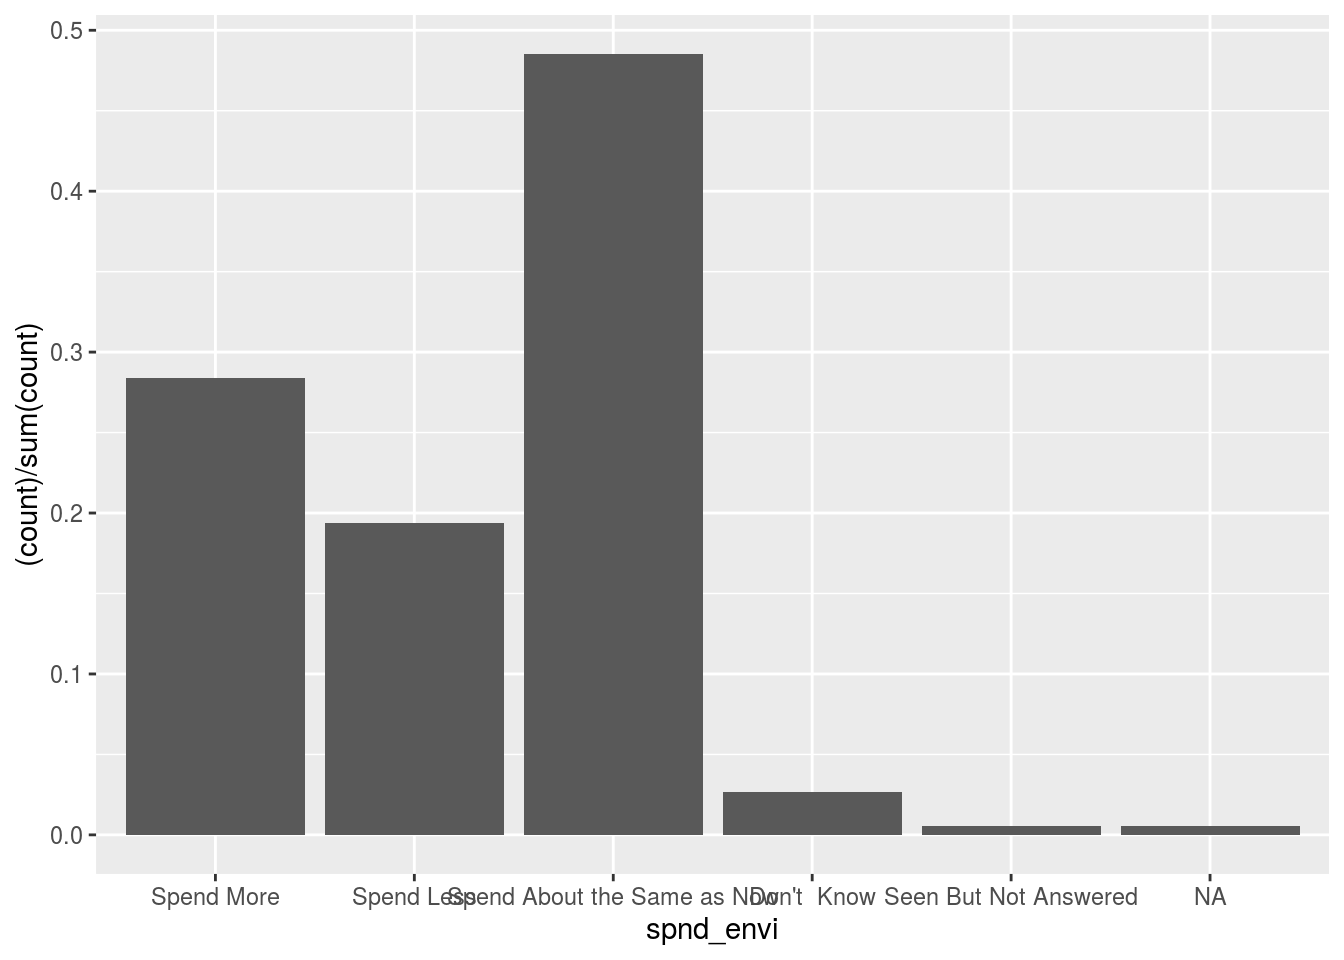 0.5
0.4
0.3
0.2
0.1
0.0
(count)/sum(count)
Spend More
Spend Less
Spend About the Same as Now
Don't  Know
Seen But Not Answered
NA
spnd_envi